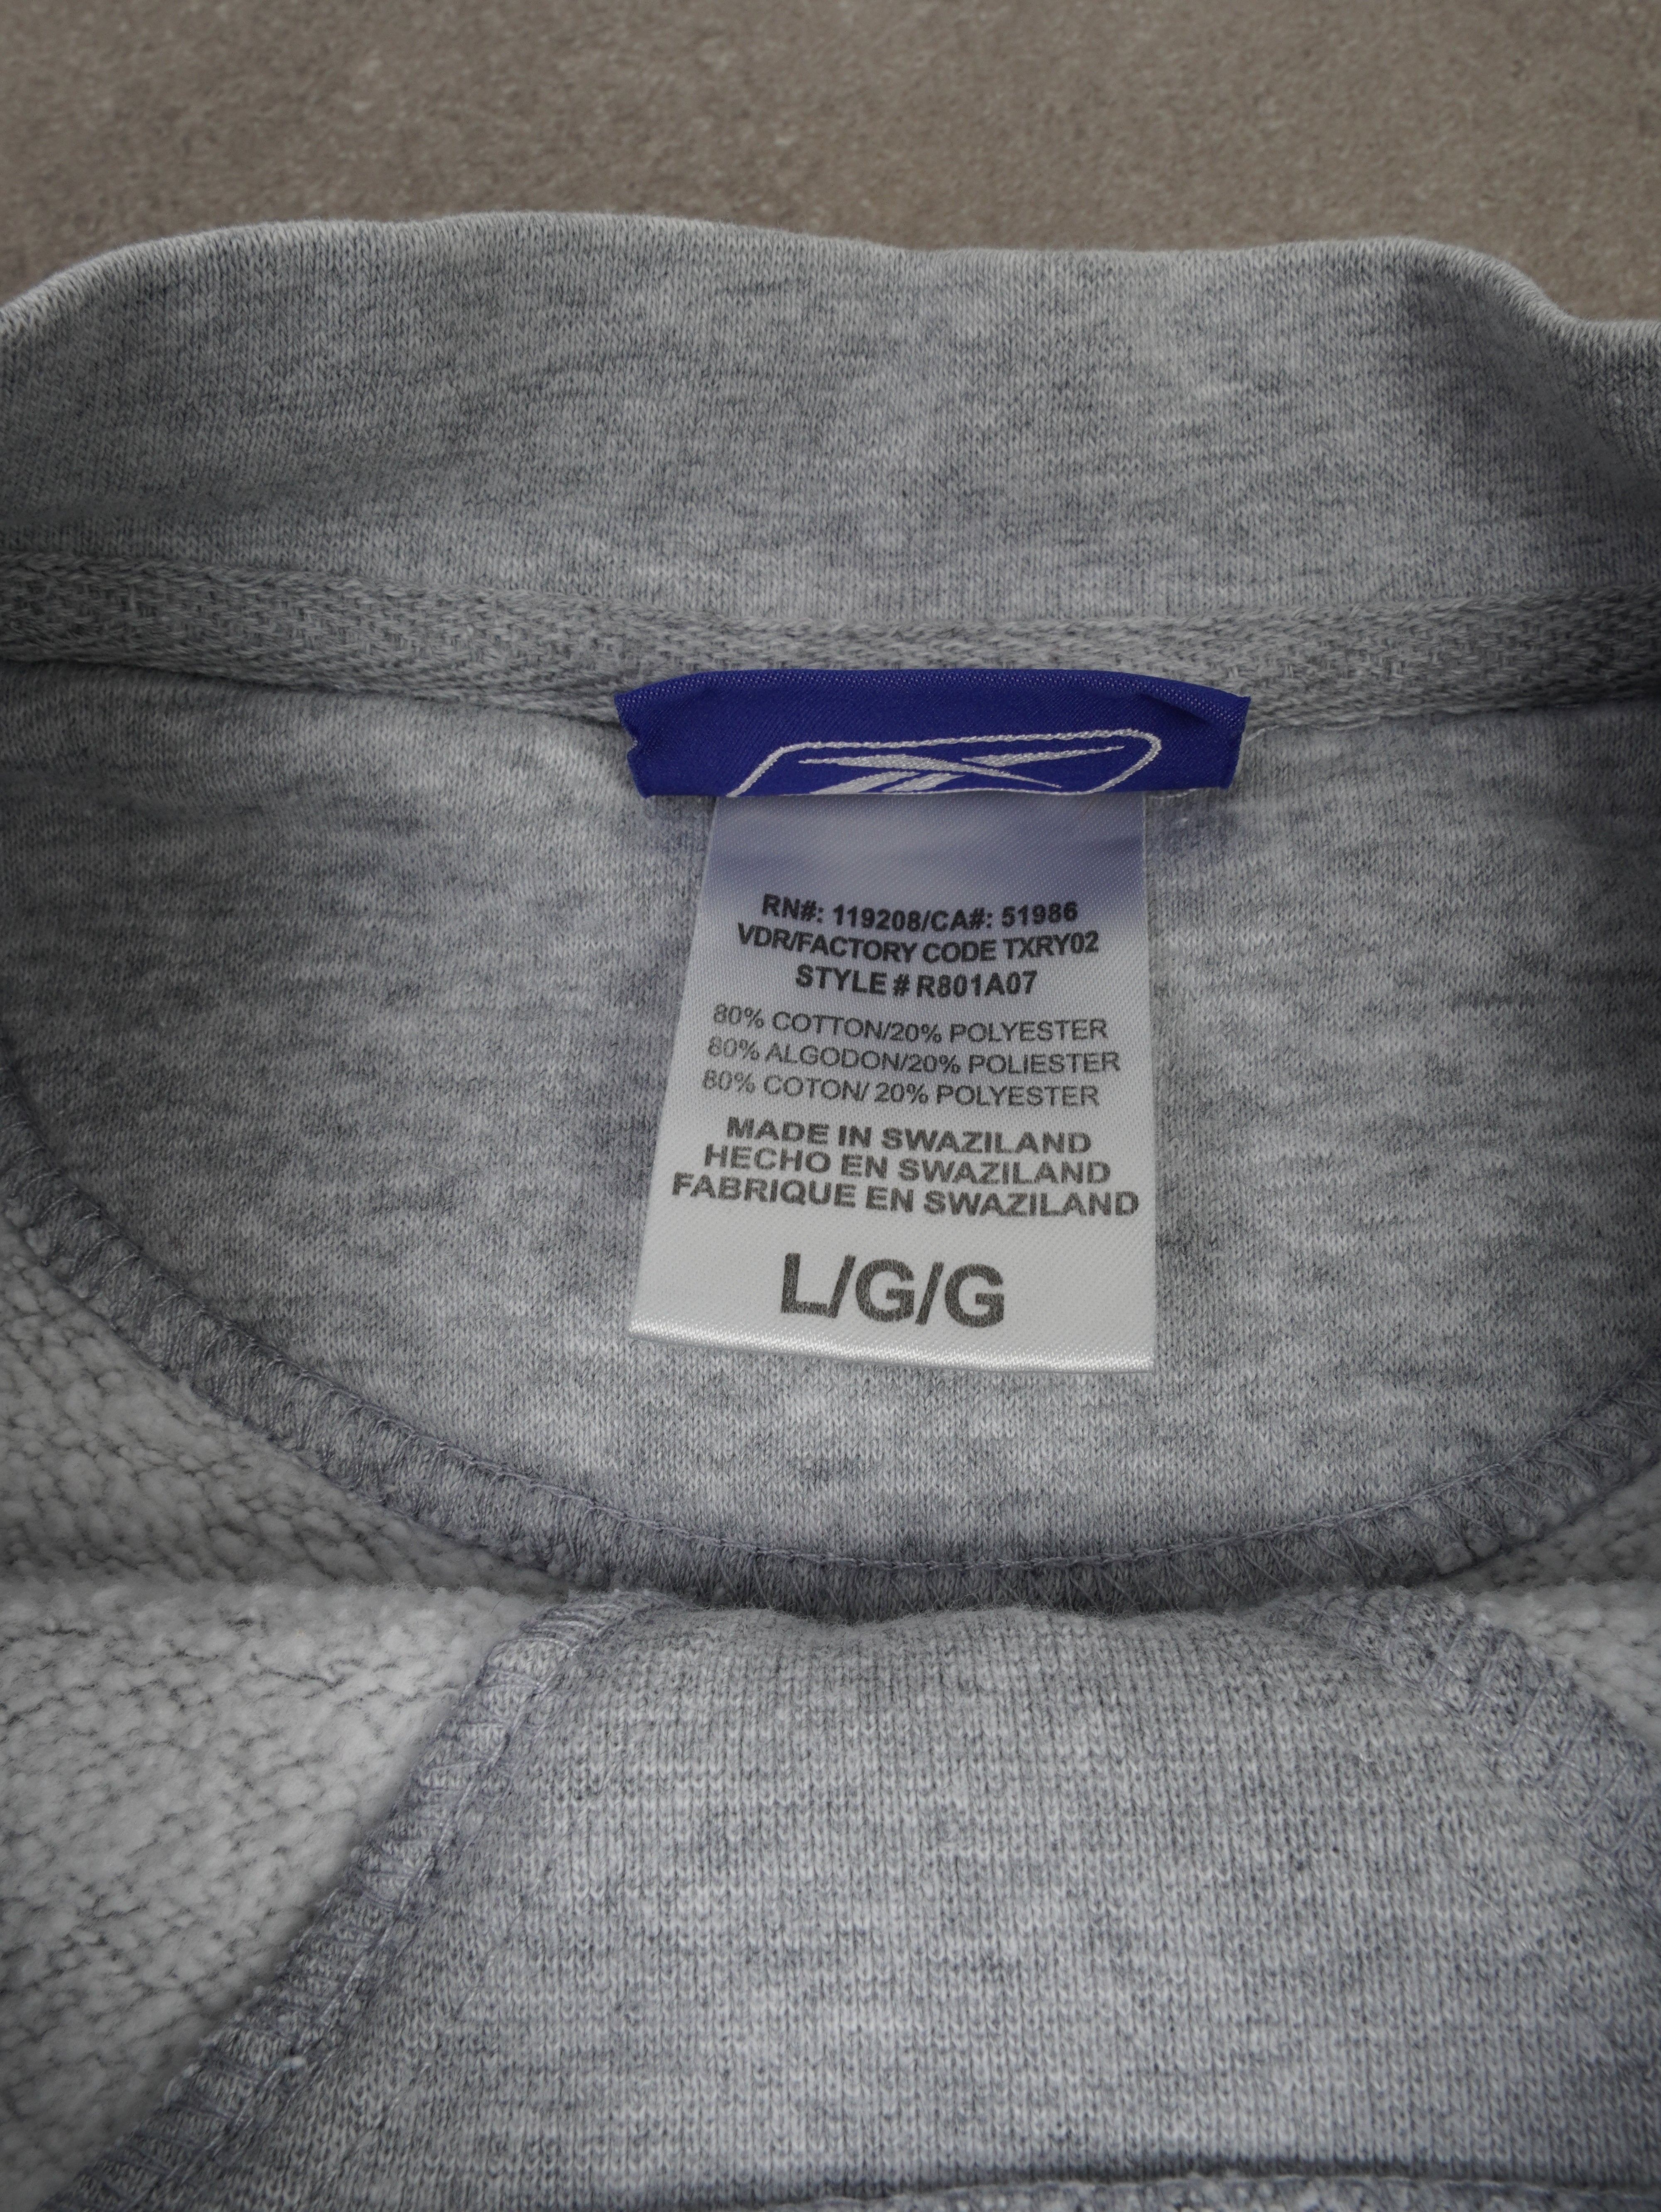 RN#: 119208/CA#: 51986
VDR/FACTORY CODE TXRY02
STYLE # R801A07
80% COTTON/20% POLYESTER
80% ALGODON/20% POLIESTER
80% COTON/ 20% POLYESTER
MADE IN SWAZILAND
HECHO EN SWAZILAND
FABRIQUE EN SWAZILAND
L/G/G